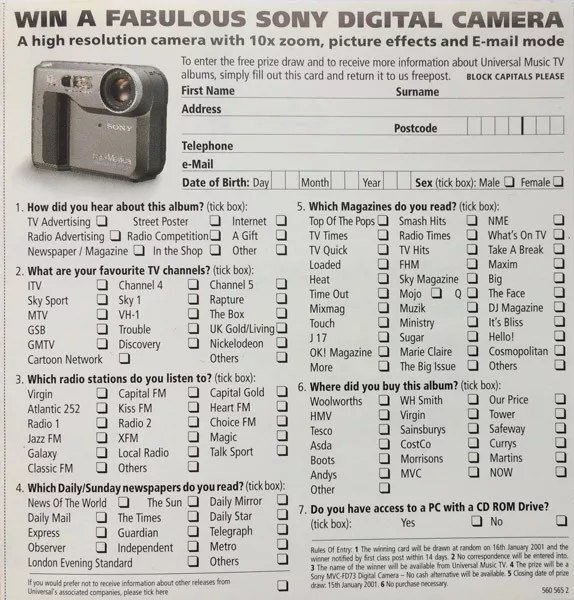 WIN A FABULOUS SONY DIGITAL CAMERA
A high resolution camera with 10x zoom, picture effects and E-mail mode
To enter the free prize draw and to receive more information about Universal Music TV
albums, simply fill out this card and return it to us freepost. BLOCK CAPITALS PLEASE
SONY
First Name Surname
Address
Postcode
Telephone
e-Mail
Date of Birth: Day Month Year Sex (tick box): Male Female
1. How did you hear about this album? (tick box):
TV Advertising Street Poster Internet
Radio Advertising Radio Competition A Gift
Newspaper / Magazine In the Shop Other
2. What are your favourite TV channels? (tick box):
ITV Channel 4 Channel 5
Sky Sport Sky 1 Rapture
MTV VH-1 The Box
GSB Trouble UK Gold/Living
GMTV Discovery Nickelodeon
Cartoon Network Others
3. Which radio stations do you listen to? (tick box):
Virgin Capital FM Capital Gold
Atlantic 252 Kiss FM Heart FM
Radio 1 Radio 2 Choice FM
Jazz FM XFM Magic
Galaxy Local Radio Talk Sport
Classic FM Others
4. Which Daily/Sunday newspapers do you read? (tick box):
News Of The World The Sun Daily Mirror
Daily Mail The Times Daily Star
Express Guardian Telegraph
Observer Independent Metro
London Evening Standard Others
If you would prefer not to receive information about other releases from
Universal's associated companies, please tick here
5. Which Magazines do you read? (tick box):
Top Of The Pops Smash Hits NME
TV Times Radio Times What's On TV
TV Quick TV Hits Take A Break
Loaded FHM Maxim
Heat Sky Magazine Big
Time Out Mojo Q The Face
Mixmag Muzik DJ Magazine
Touch Ministry It's Bliss
J 17 Sugar Hello!
OK! Magazine Marie Claire Cosmopolitan
More The Big Issue Others
6. Where did you buy this album? (tick box):
Woolworths WH Smith Our Price
HMV Virgin Tower
Tesco Sainsburys Safeway
Asda CostCo Currys
Boots Morrisons Martins
Andys MVC NOW
Other
7. Do you have access to a PC with a CD ROM Drive?
(tick box): Yes No
Rules Of Entry: 1 The winning card will be drawn at random on 16th January 2001 and the
winner notified by first class post within 14 days. 2 No correspondence will be entered into.
3 The name of the winner will be available from Universal Music TV. 4 The prize will be a
Sony MVC-FD73 Digital Camera – No cash alternative will be available. 5 Closing date of prize
draw: 15th January 2001. 6 No purchase necessary.
560 565 2